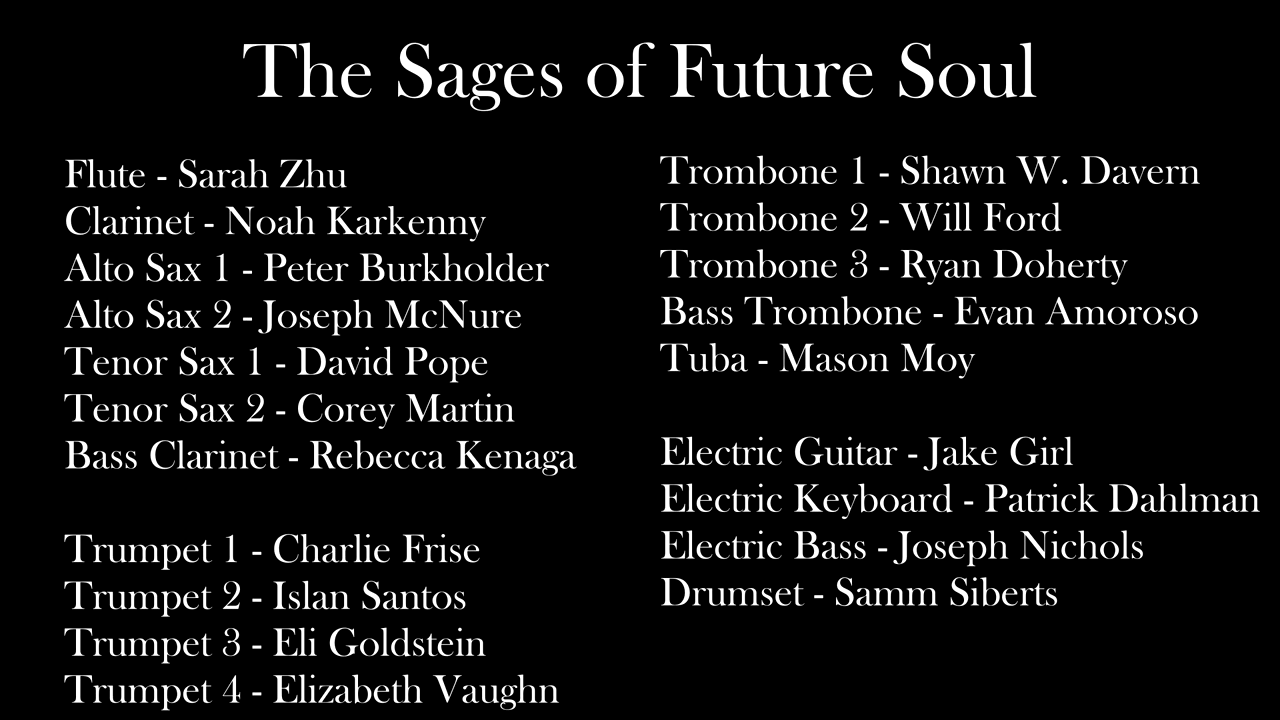 The Sages of Future Soul
Flute - Sarah Zhu
Clarinet - Noah Karkenny
Alto Sax 1 - Peter Burkholder
Alto Sax 2 - Joseph McNure
Tenor Sax 1 - David Pope
Tenor Sax 2 - Corey Martin
Bass Clarinet - Rebecca Kenaga
Trumpet 1 - Charlie Frise
Trumpet 2 - Islan Santos
Trumpet 3 - Eli Goldstein
Trumpet 4 - Elizabeth Vaughn
Trombone 1 - Shawn W. Davern
Trombone 2 - Will Ford
Trombone 3 - Ryan Doherty
Bass Trombone - Evan Amoroso
Tuba - Mason Moy
Electric Guitar - Jake Girl
Electric Keyboard - Patrick Dahlman
Electric Bass - Joseph Nichols
Drumset - Samm Siberts